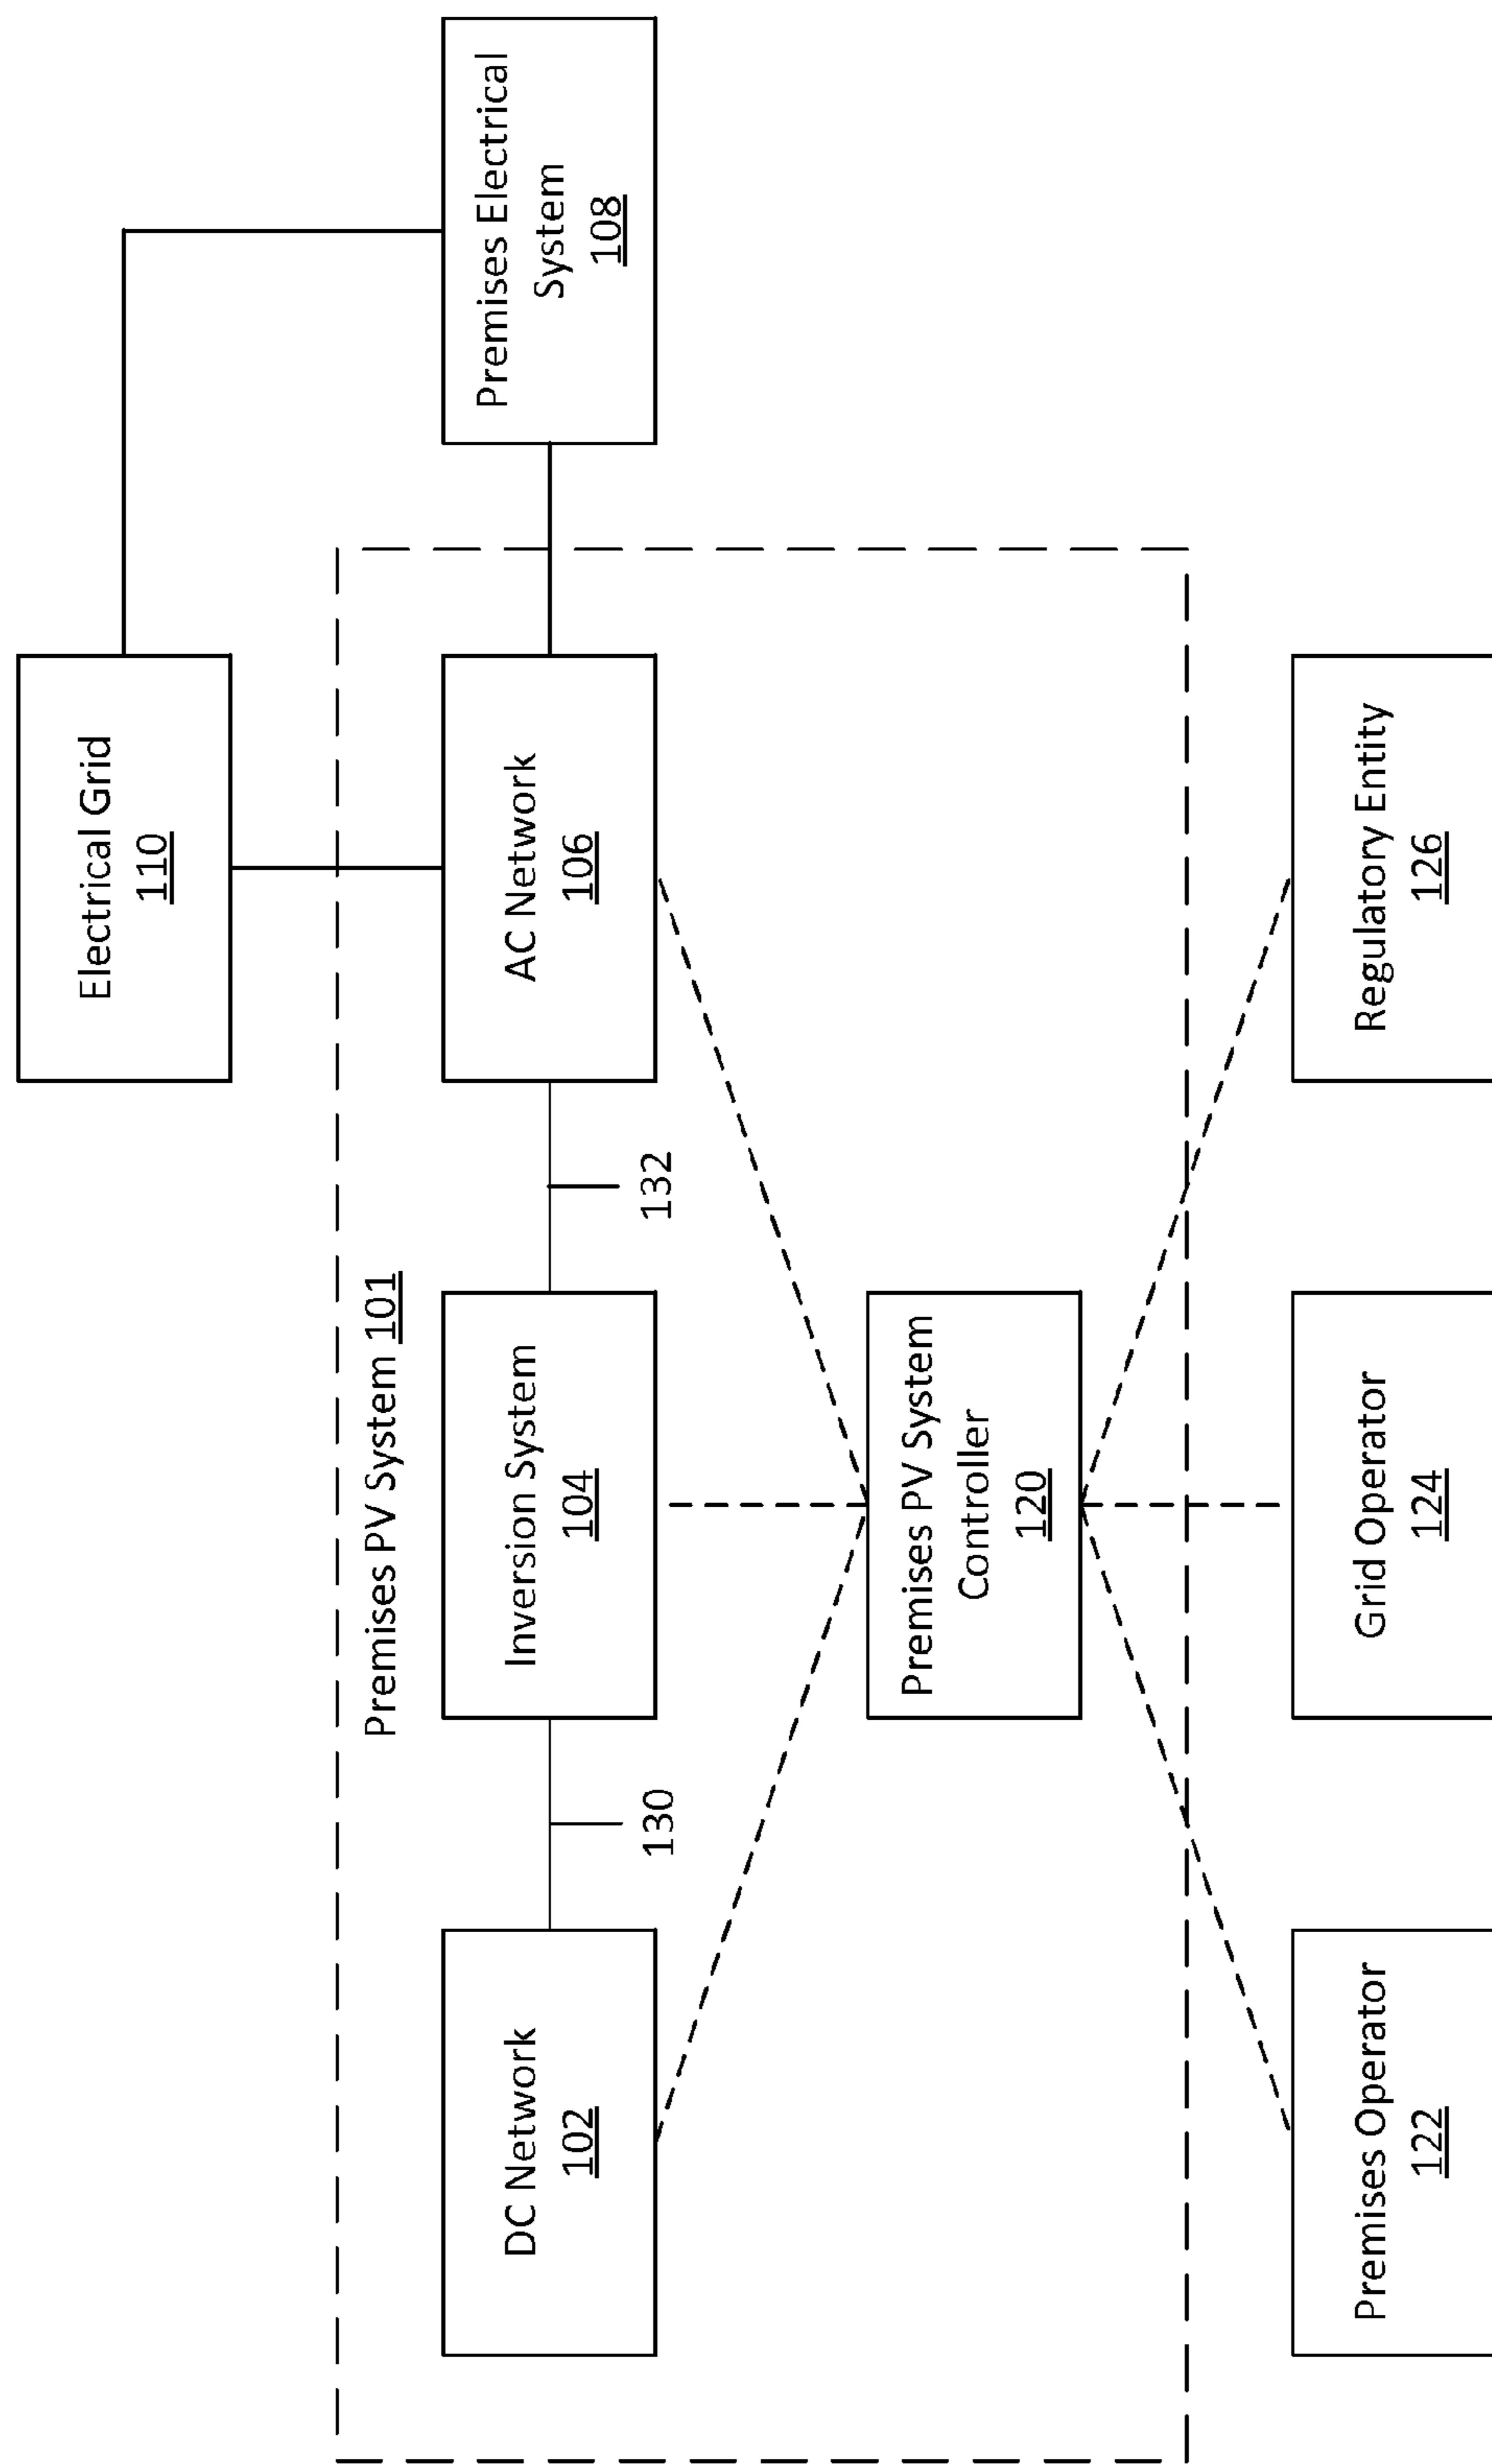 Electrical Grid
110
Premises PV System 101
DC Network
102
130
Inversion System
104
132
AC Network
106
Premises Electrical
System
108
Premises PV System
Controller
120
Premises Operator
122
Grid Operator
124
Regulatory Entity
126